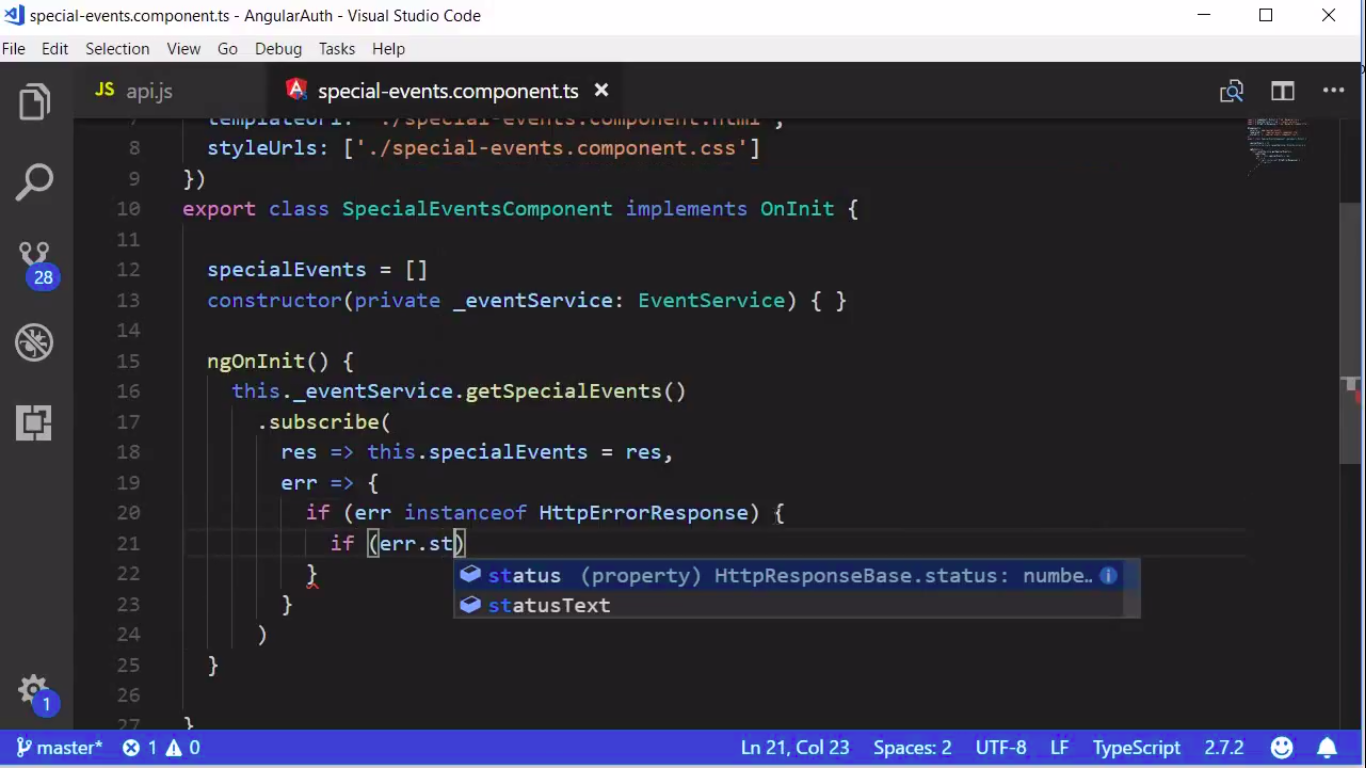 special-events.component.ts - AngularAuth - Visual Studio Code
File Edit Selection View Go Debug Tasks Help
JS api.js special-events.component.ts
7 templateUrl: './special-events.component.html',
8 styleUrls: ['./special-events.component.css']
9 })
10 export class SpecialEventsComponent implements OnInit {
11
12 specialEvents = []
13 constructor(private _eventService: EventService) { }
14
15 ngOnInit() {
16 this._eventService.getSpecialEvents()
17 .subscribe(
18 res => this.specialEvents = res,
19 err => {
20 if (err instanceof HttpErrorResponse) {
21 if (err.st)
22 }
status (property) HttpResponseBase.status: numbe…
statusText
23 }
24 )
25 }
26
27 }
28
1
master* 1 0 Ln 21, Col 23 Spaces: 2 UTF-8 LF TypeScript 2.7.2